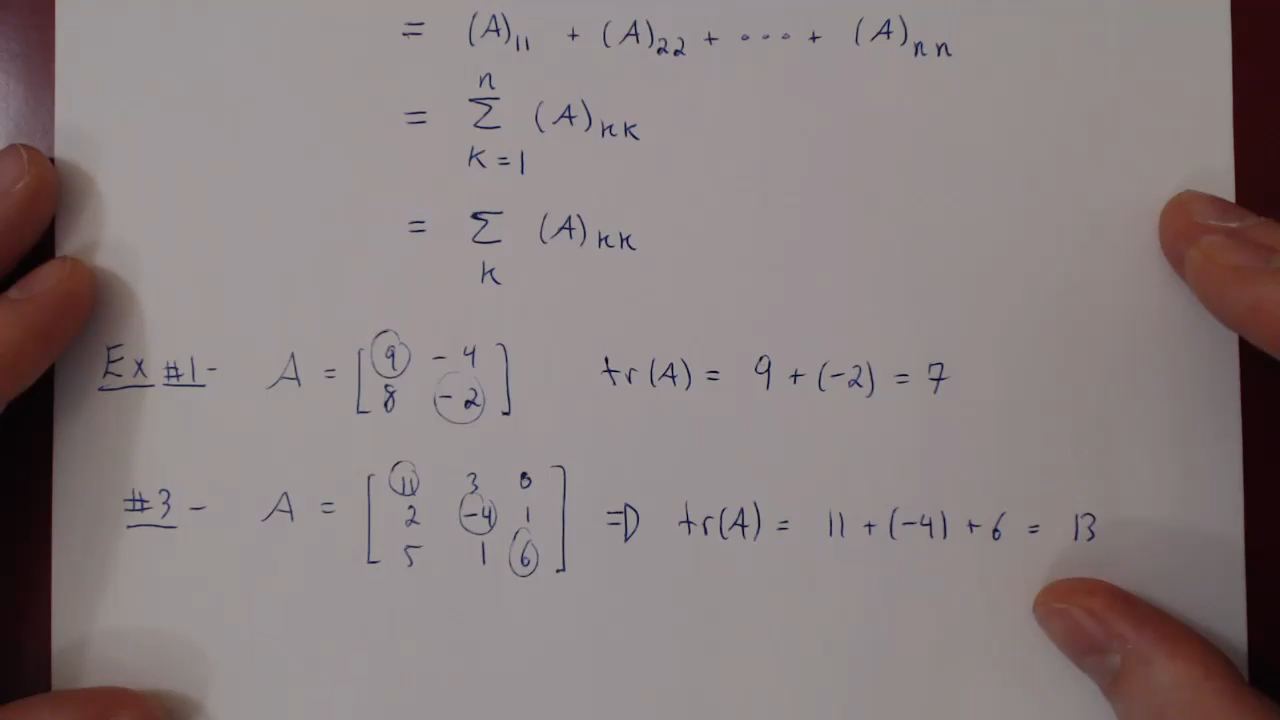 = (A)₁₁ + (A)₂₂ + ... + (A)ₙₙ
n
= Σ (A)ₖₖ
k = 1
= Σ (A)ₖₖ
k
Ex #1- A = [ 9 -4 tr(A) = 9 + (-2) = 7
8 -2 ]
#3 - A = [ 11 3 0
2 -4 1 ⇒ tr(A) = 11 + (-4) + 6 = 13
5 1 6 ]